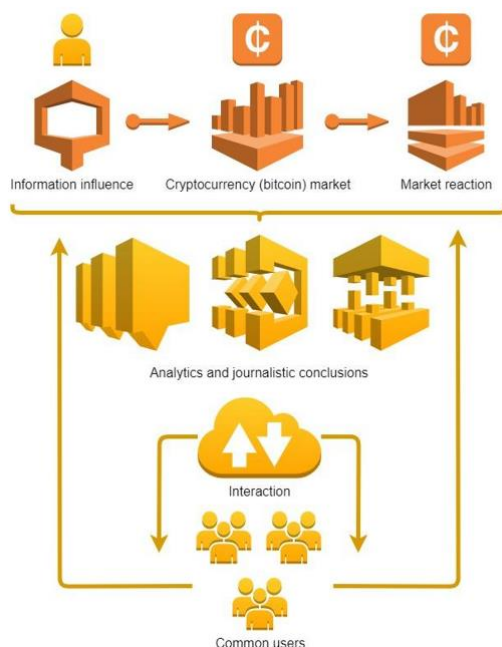 ₵ ₵
Information influence Cryptocurrency (bitcoin) market Market reaction
Analytics and journalistic conclusions
Interaction
Common users